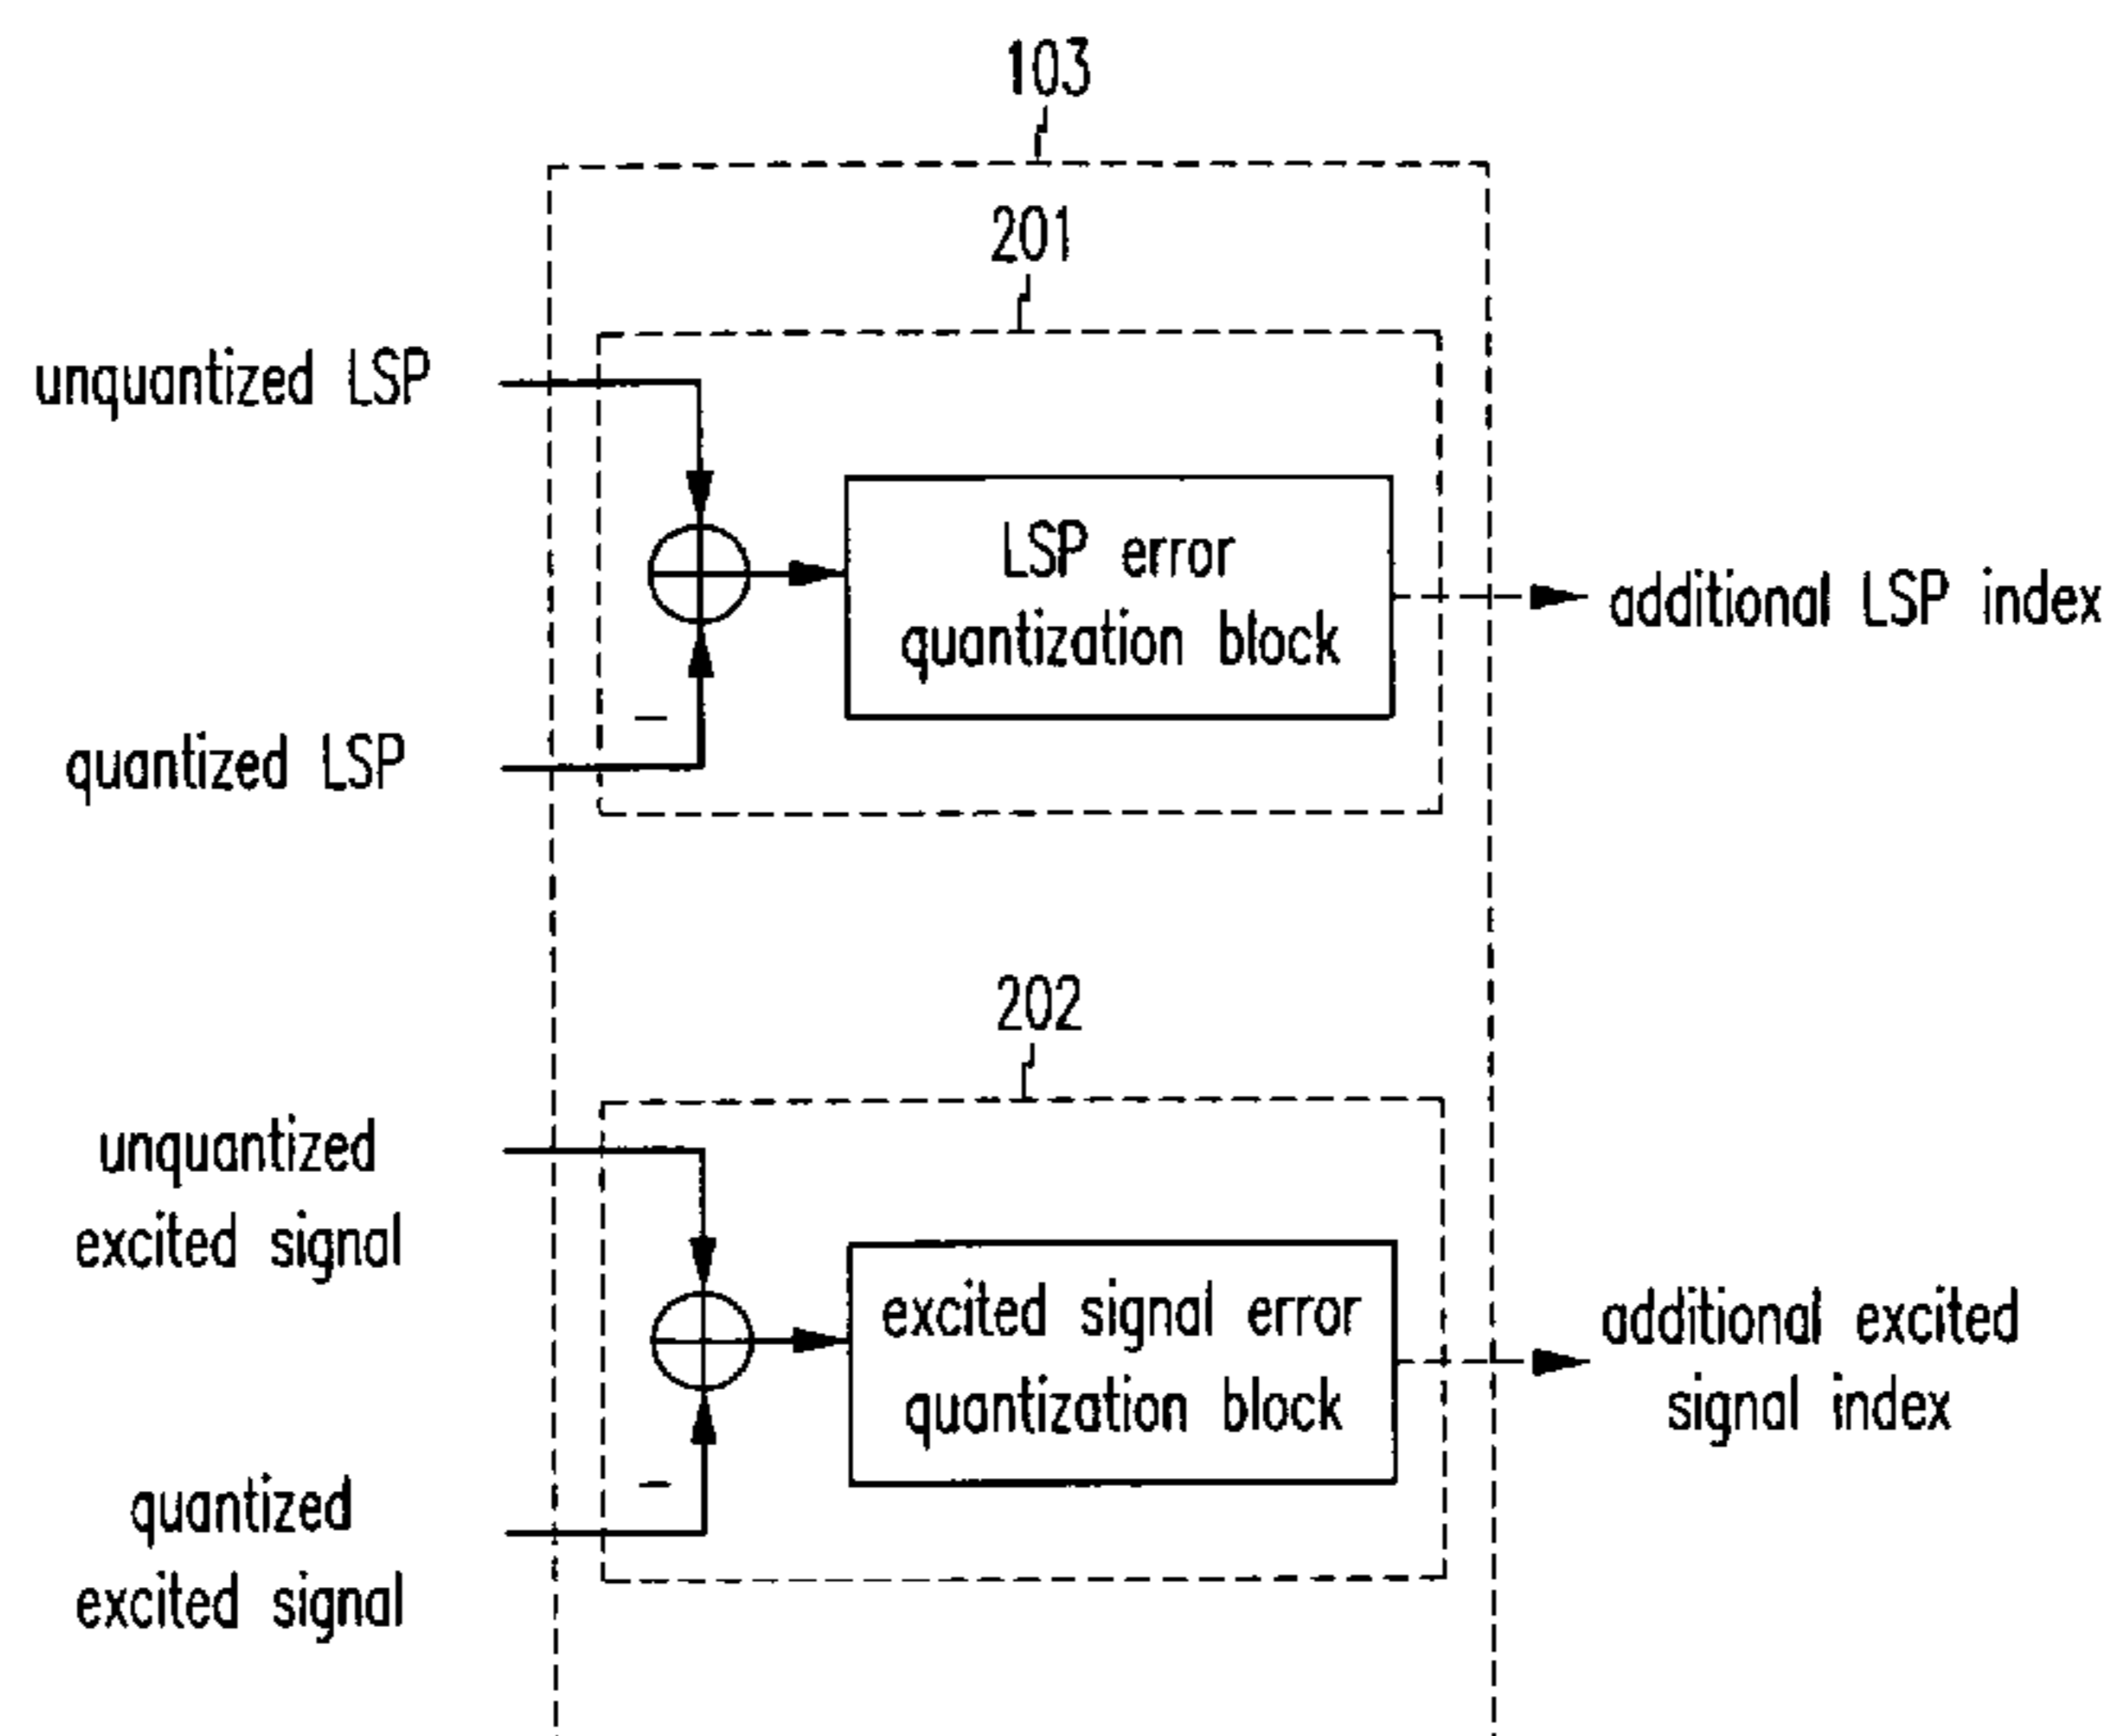 103
201
unquantized LSP
LSP error
quantization block
additional LSP index
–
quantized LSP
202
unquantized
excited signal
excited signal error
quantization block
additional excited
signal index
–
quantized
excited signal